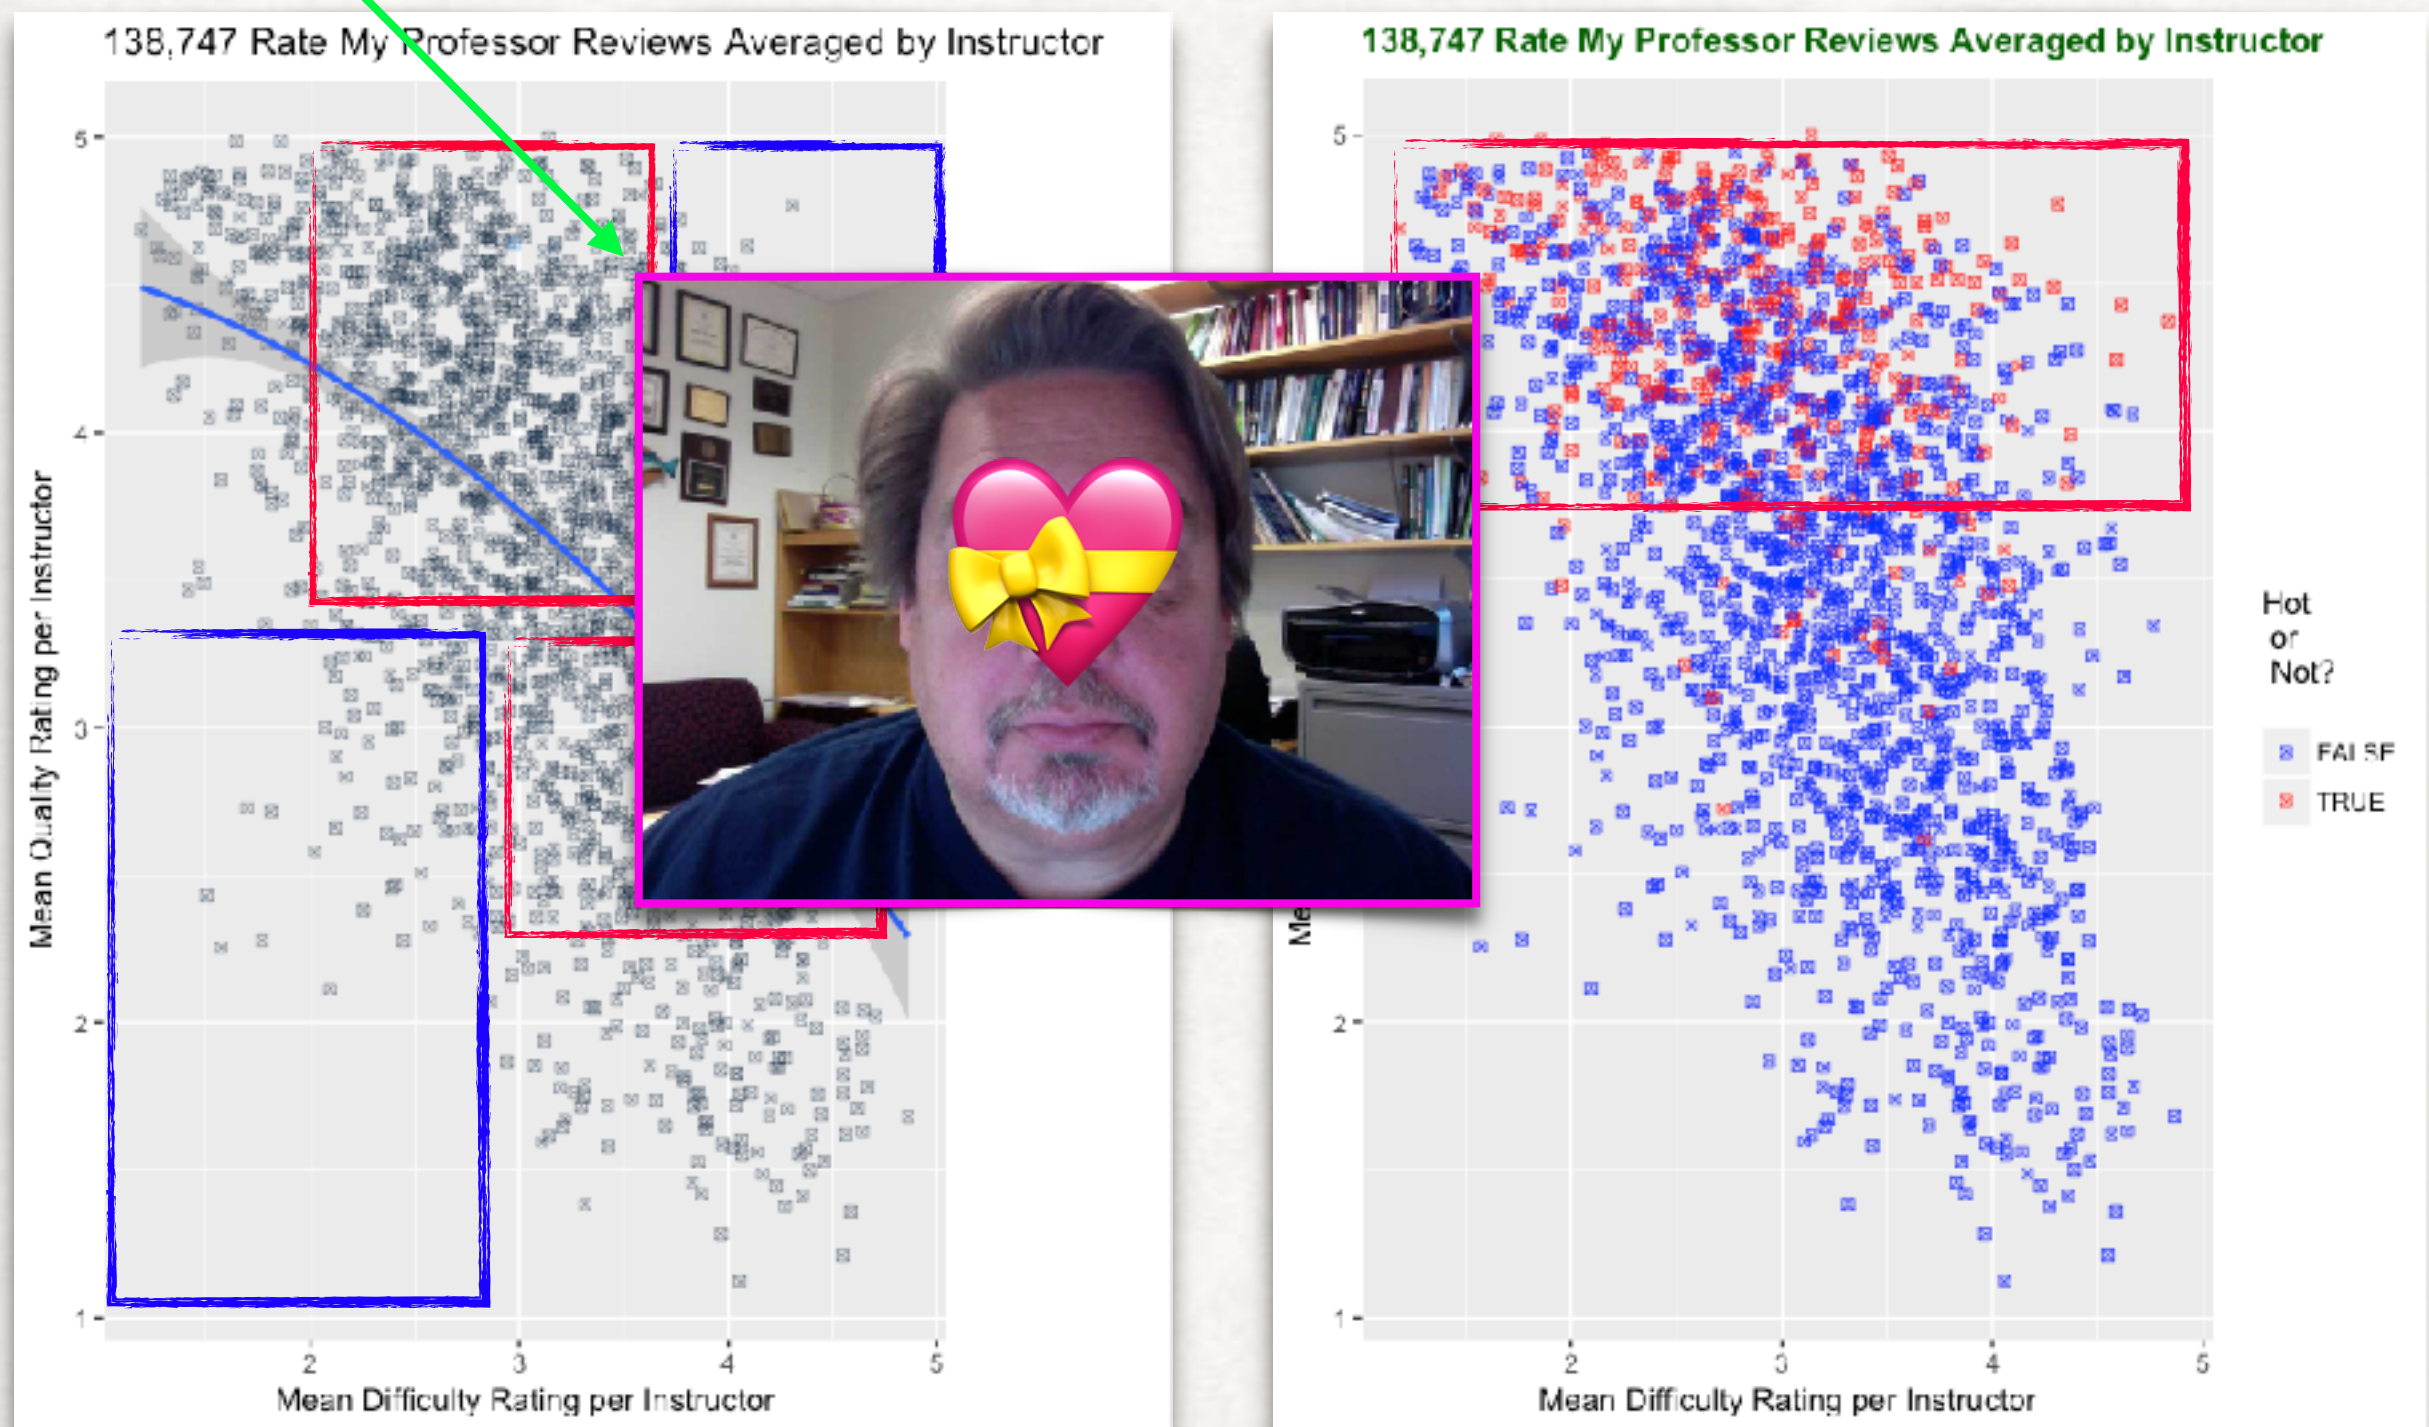 138,747 Rate My Professor Reviews Averaged by Instructor
5
4
3
2
1
Mean Quality Rating per Instructor
2 3 4 5
Mean Difficulty Rating per Instructor
138,747 Rate My Professor Reviews Averaged by Instructor
5
2
1
Me
2 3 4 5
Mean Difficulty Rating per Instructor
Hot
or
Not?
FALSE
TRUE